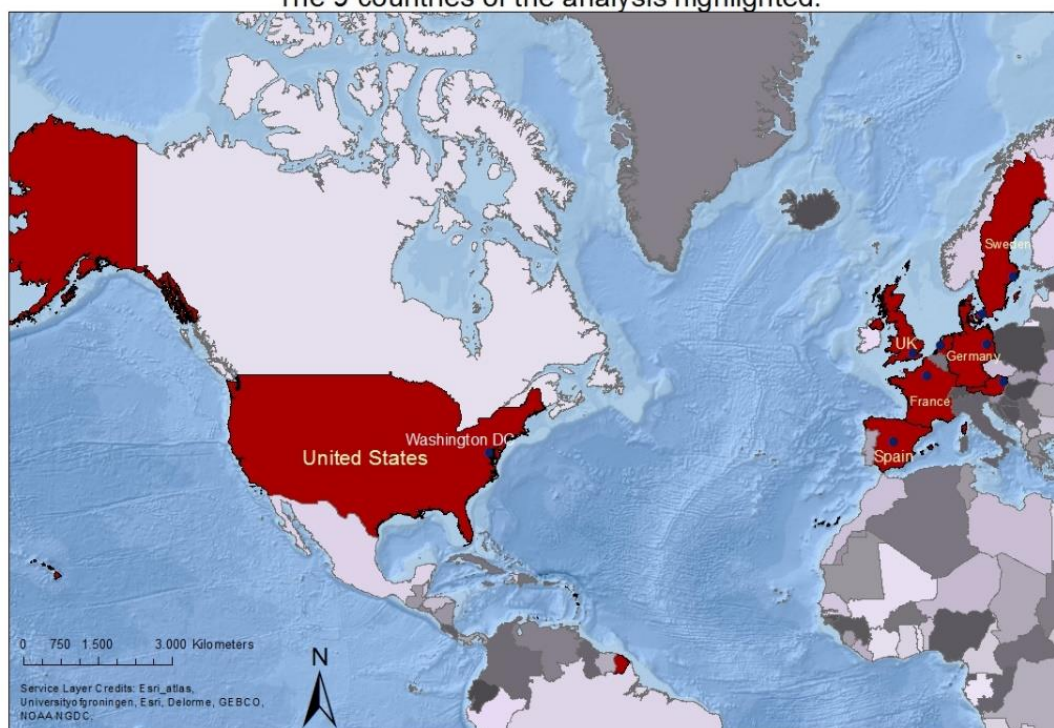 The 9 countries of the analysis highlighted.
Sweden
UK
Germany
France
Washington DC
United States
Spain
0 750 1.500 3.000 Kilometers
N
Service Layer Credits: Esri_atlas,
Universityofgroningen, Esri, Delorme, GEBCO,
NOAA NGDC,